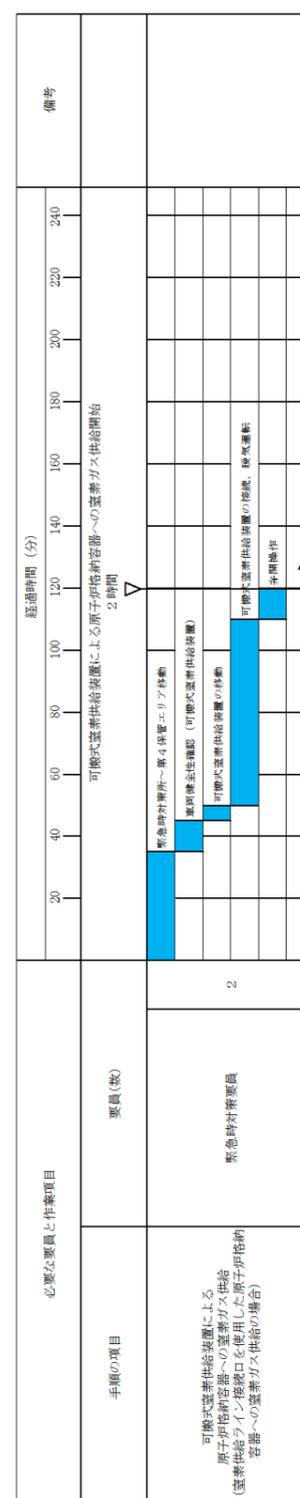 必要な要員と作業項目
経過時間（分）
備考
20 40 60 80 100 120 140 160 180 200 220 240
手順の項目
要員(数)
可搬式窒素供給装置による原子炉格納容器への窒素ガス供給開始
2時間
▽
可搬式窒素供給装置による
原子炉格納容器への窒素ガス供給
(窒素供給ライン接続口を使用した原子炉格納
容器への窒素ガス供給の場合)
緊急時対策要員
2
緊急時対策所～第4保管エリア移動
車両健全性確認（可搬式窒素供給装置）
可搬式窒素供給装置の移動
可搬式窒素供給装置の接続，暖気運転
弁開操作